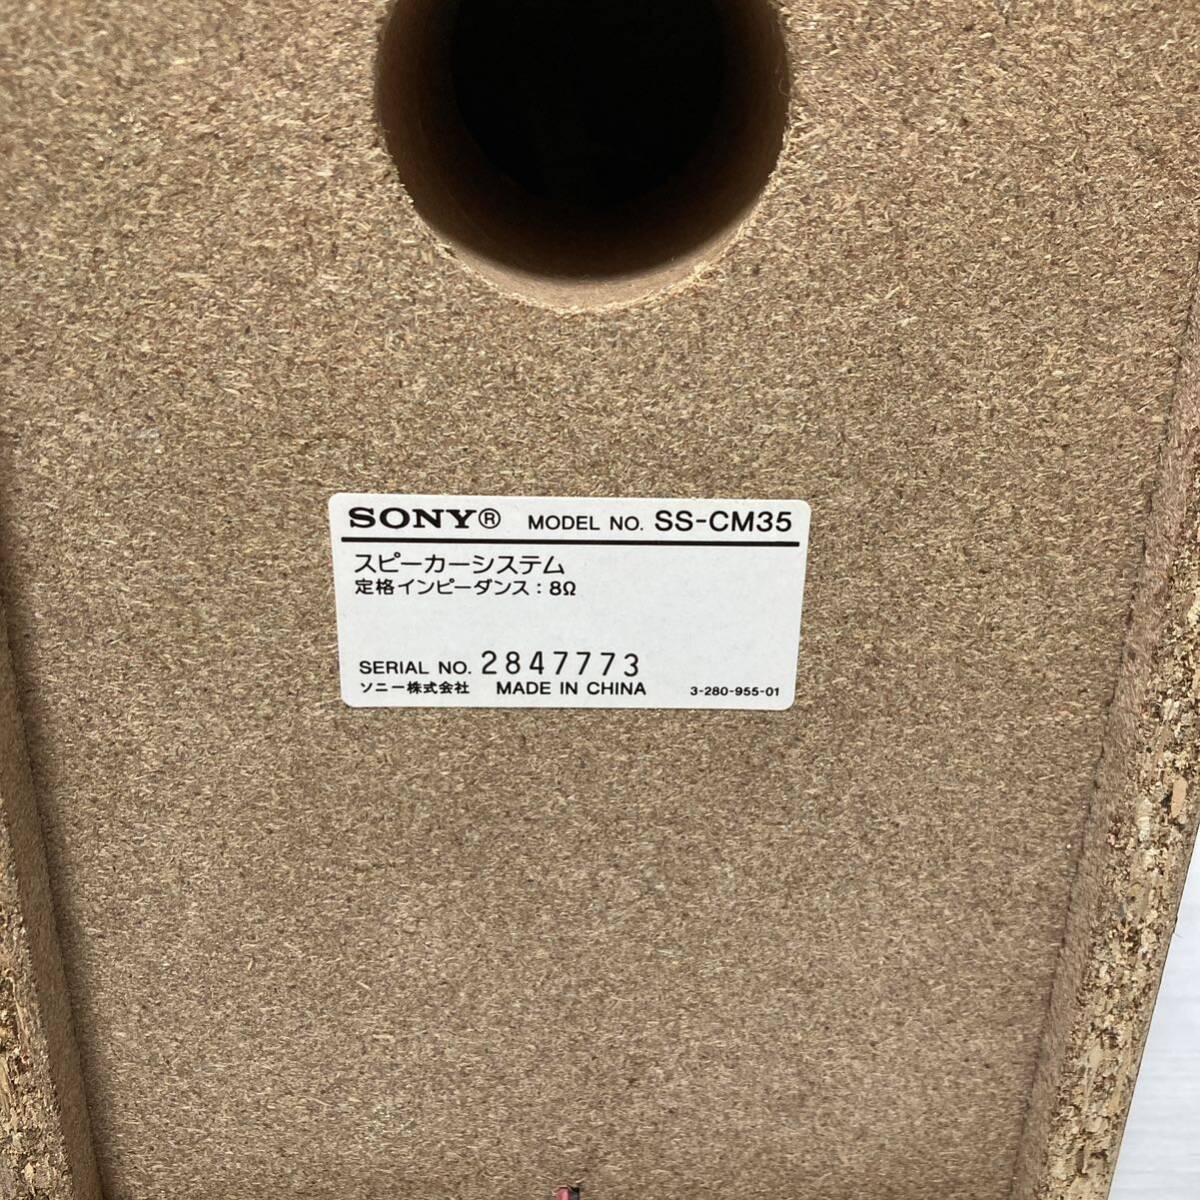 SONY® MODEL NO. SS-CM35
スピーカーシステム
定格インピーダンス：8Ω
SERIAL NO. 2847773
ソニー株式会社 MADE IN CHINA 3-280-955-01